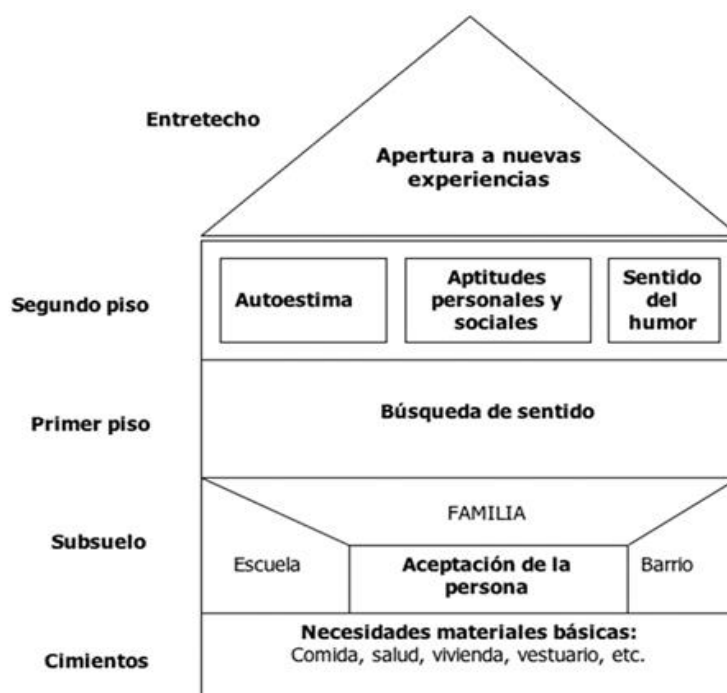 Entretecho
Apertura a nuevas
experiencias
Segundo piso
Autoestima
Aptitudes
personales y
sociales
Sentido
del
humor
Primer piso
Búsqueda de sentido
Subsuelo
FAMILIA
Escuela
Aceptación de la
persona
Barrio
Cimientos
Necesidades materiales básicas:
Comida, salud, vivienda, vestuario, etc.